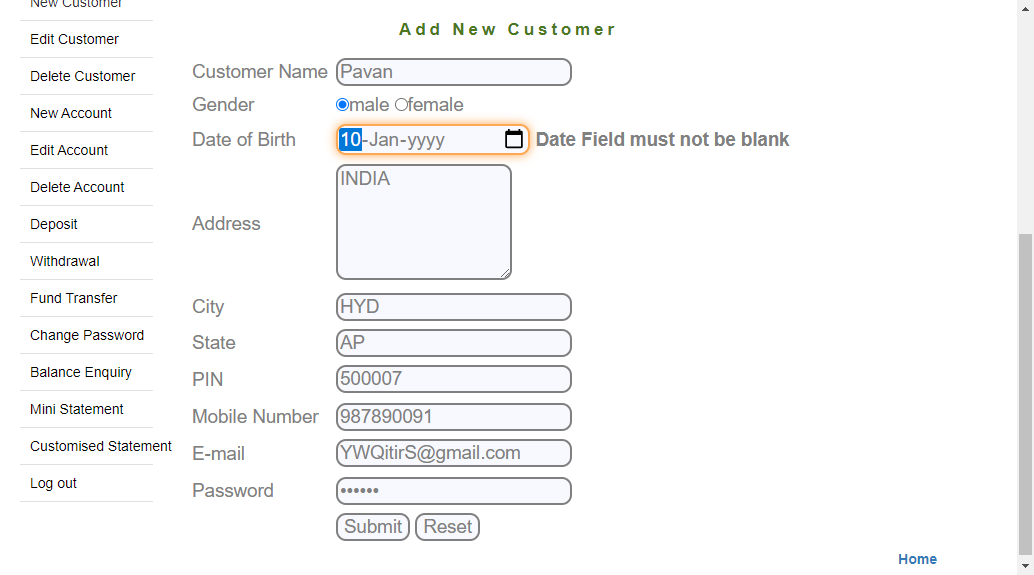 New Customer
Edit Customer
Delete Customer
New Account
Edit Account
Delete Account
Deposit
Withdrawal
Fund Transfer
Change Password
Balance Enquiry
Mini Statement
Customised Statement
Log out
Add New Customer
Customer Name Pavan
Gender male female
Date of Birth 10-Jan-yyyy Date Field must not be blank
Address INDIA
City HYD
State AP
PIN 500007
Mobile Number 987890091
E-mail YWQitirS@gmail.com
Password ••••••
Submit Reset
Home